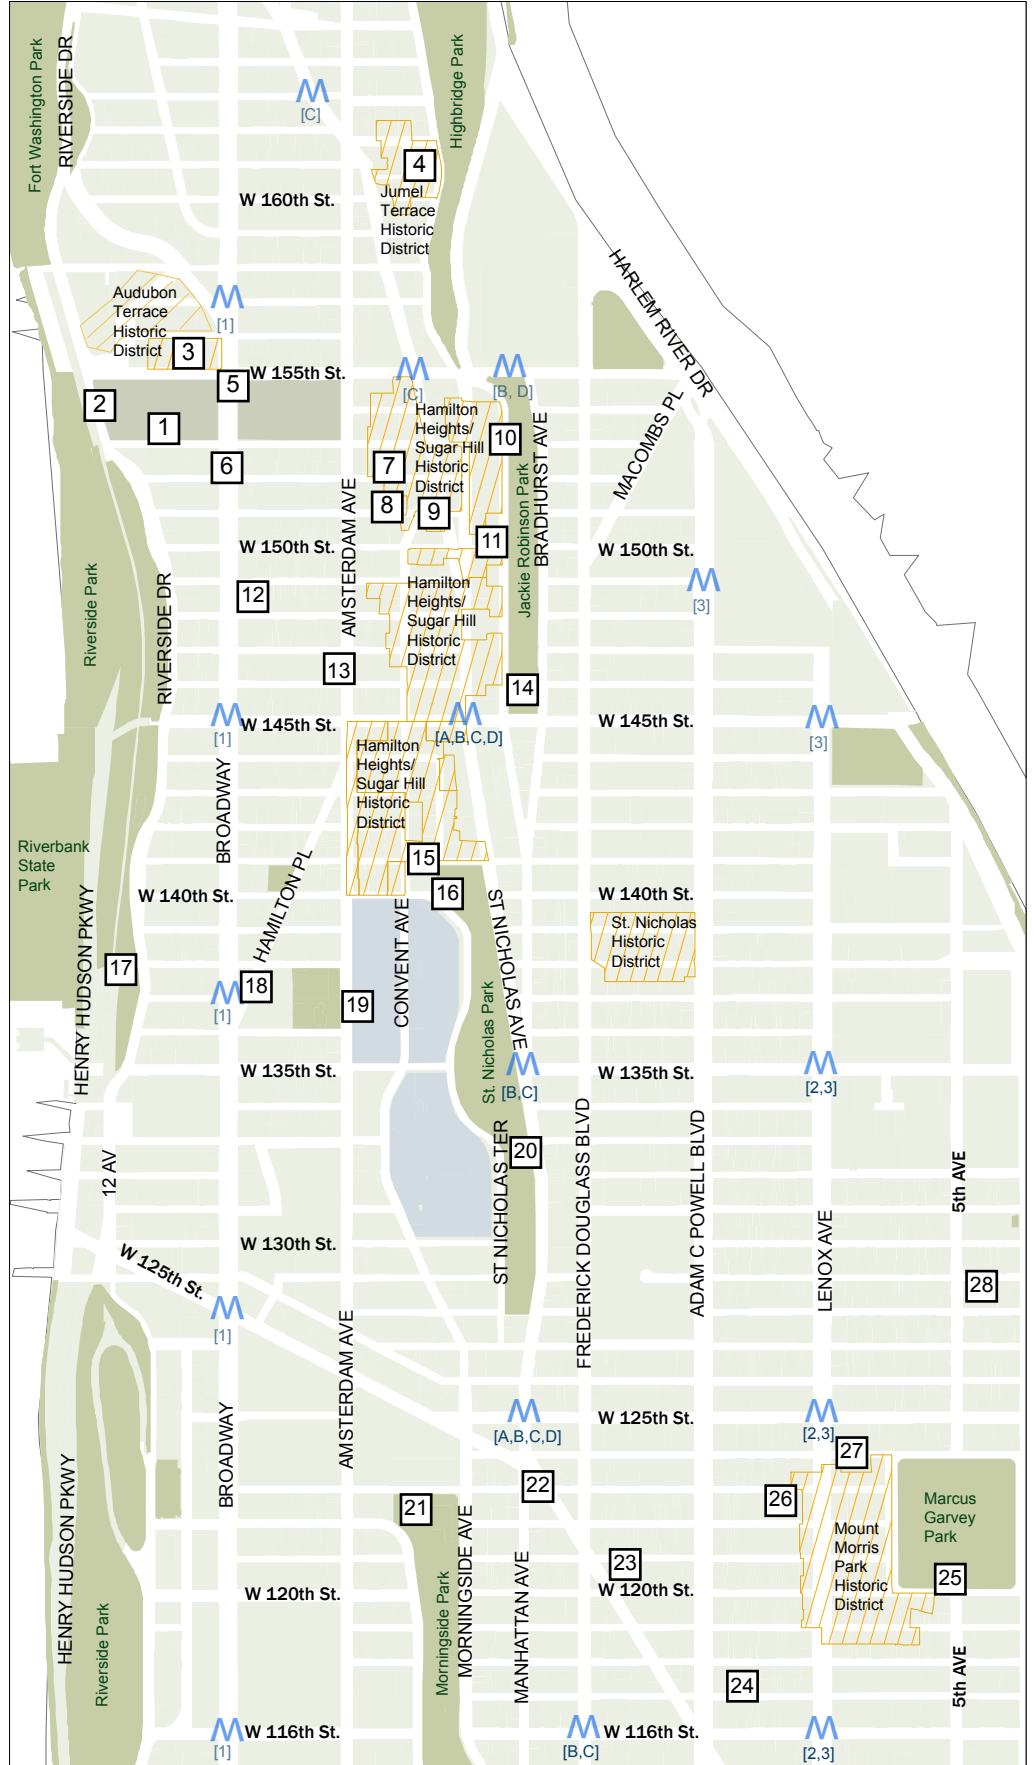 Fort Washington Park
RIVERSIDE DR
Highbridge Park
[C]
4
W 160th St.
Jumel
Terrace
Historic
District
HARLEM RIVER DR
Audubon
Terrace
Historic
District
[1]
3
W 155th St.
5
[C]
[B, D]
2
1
Hamilton
Heights/
Sugar Hill
Historic
District
10
BRADHURST AVE
MACOMBS PL
6
7
8
9
AMSTERDAM AVE
Jackie Robinson Park
11
W 150th St.
W 150th St.
Riverside Park
RIVERSIDE DR
12
Hamilton
Heights/
Sugar Hill
Historic
District
[3]
13
14
[1]
W 145th St.
[A,B,C,D]
W 145th St.
[3]
BROADWAY
Hamilton
Heights/
Sugar Hill
Historic
District
Riverbank
State
Park
15
16
W 140th St.
HAMILTON PL
W 140th St.
HENRY HUDSON PKWY
CONVENT AVE
ST NICHOLAS AVE
St. Nicholas
Historic
District
17
18
[1]
19
St. Nicholas Park
W 135th St.
[B,C]
W 135th St.
[2,3]
12 AV
ST NICHOLAS TER
20
FREDERICK DOUGLASS BLVD
ADAM C POWELL BLVD
LENOX AVE
5th AVE
W 130th St.
W 125th St.
28
[1]
AMSTERDAM AVE
[A,B,C,D]
W 125th St.
[2,3]
BROADWAY
27
HENRY HUDSON PKWY
21
22
26
Marcus
Garvey
Park
Mount
Morris
Park
Historic
District
MORNINGSIDE AVE
MANHATTAN AVE
23
25
W 120th St.
W 120th St.
Riverside Park
Morningside Park
24
5th AVE
[1]
W 116th St.
[B,C]
W 116th St.
[2,3]